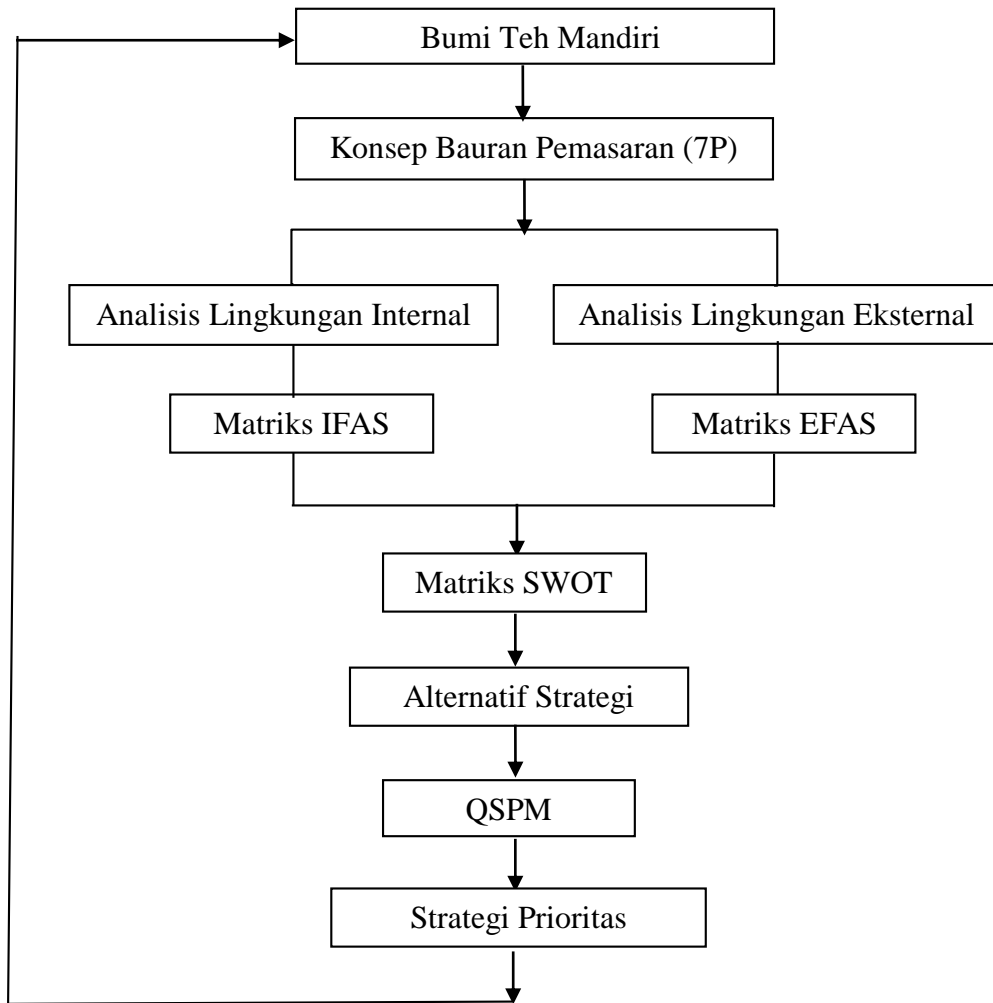 Bumi Teh Mandiri
Konsep Bauran Pemasaran (7P)
Analisis Lingkungan Internal
Analisis Lingkungan Eksternal
Matriks IFAS
Matriks EFAS
Matriks SWOT
Alternatif Strategi
QSPM
Strategi Prioritas